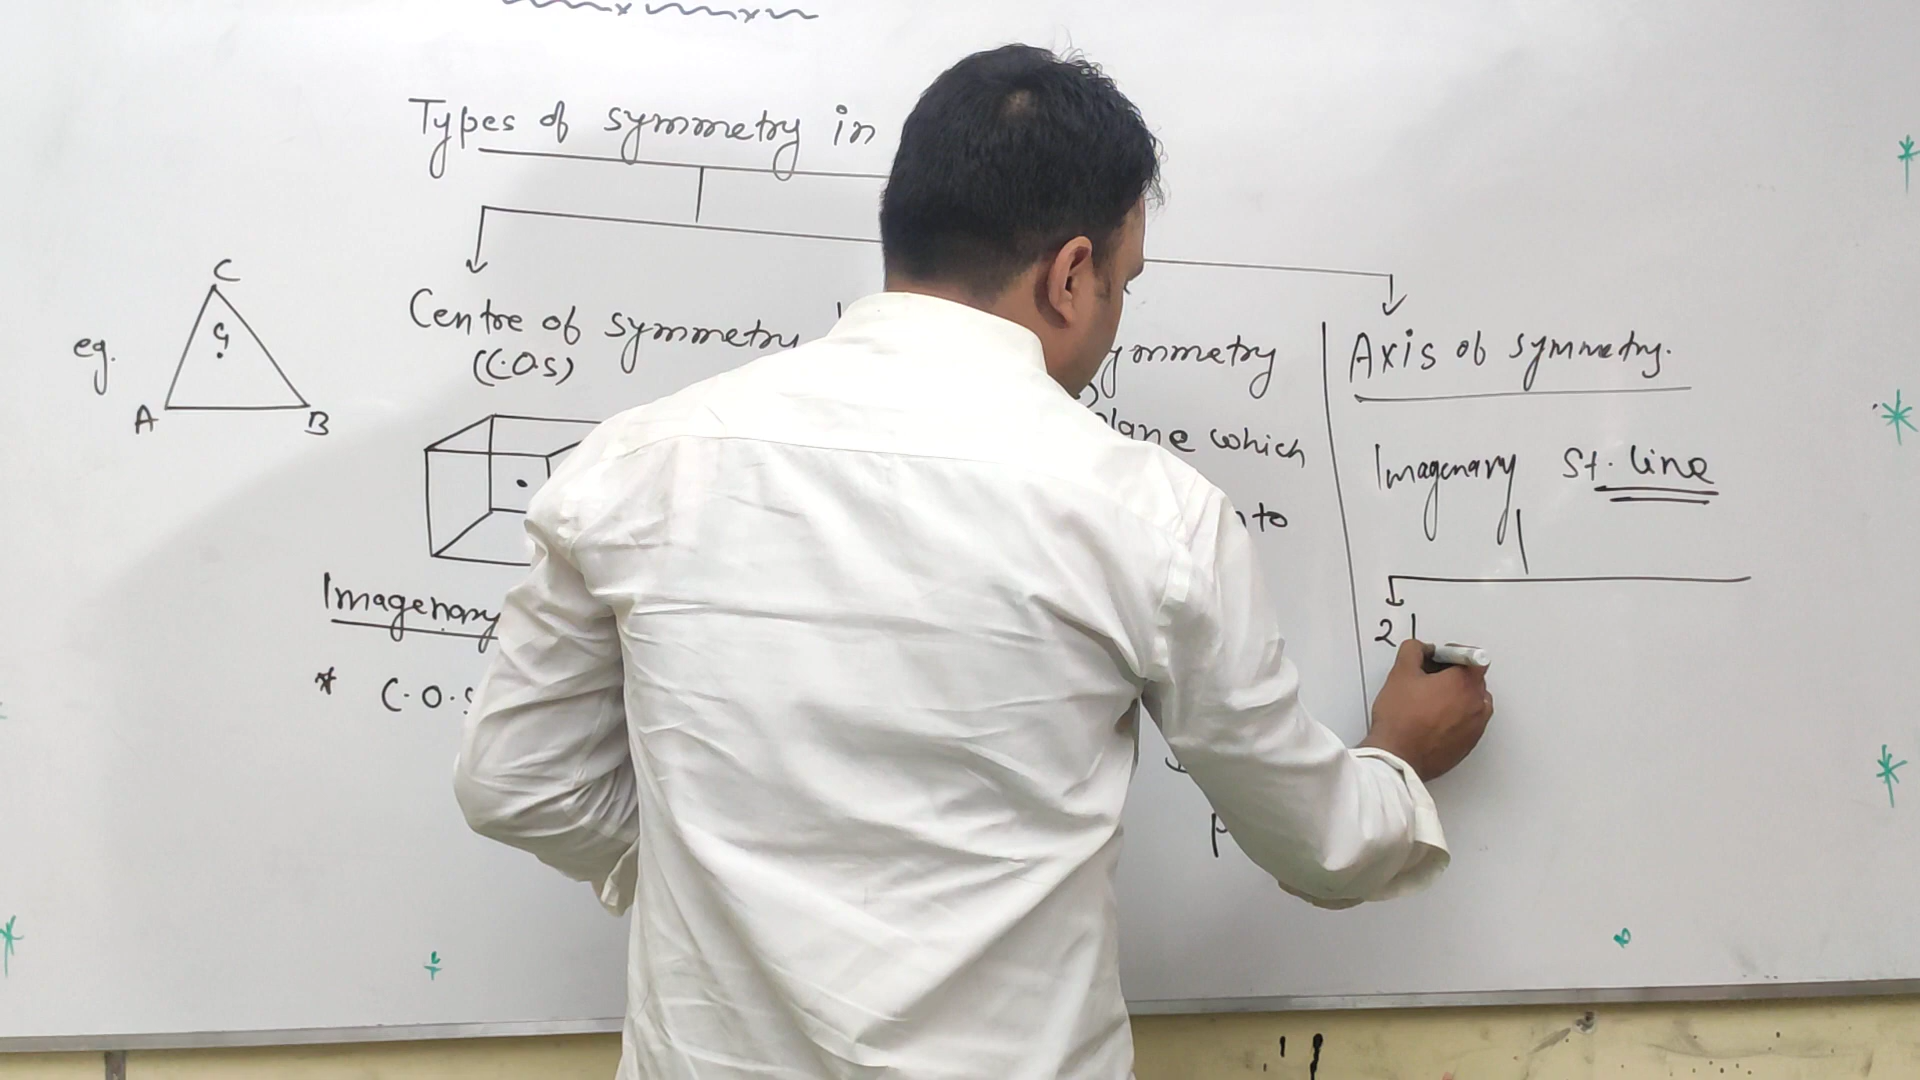 Types of symmetry in
C
eg.
G
A
B
Centre of symmetry
(C.O.S)
ymmetry
lane which
nto
Axis of symmetry.
Imagenary St. line
2
Imagenary
* C.O.S